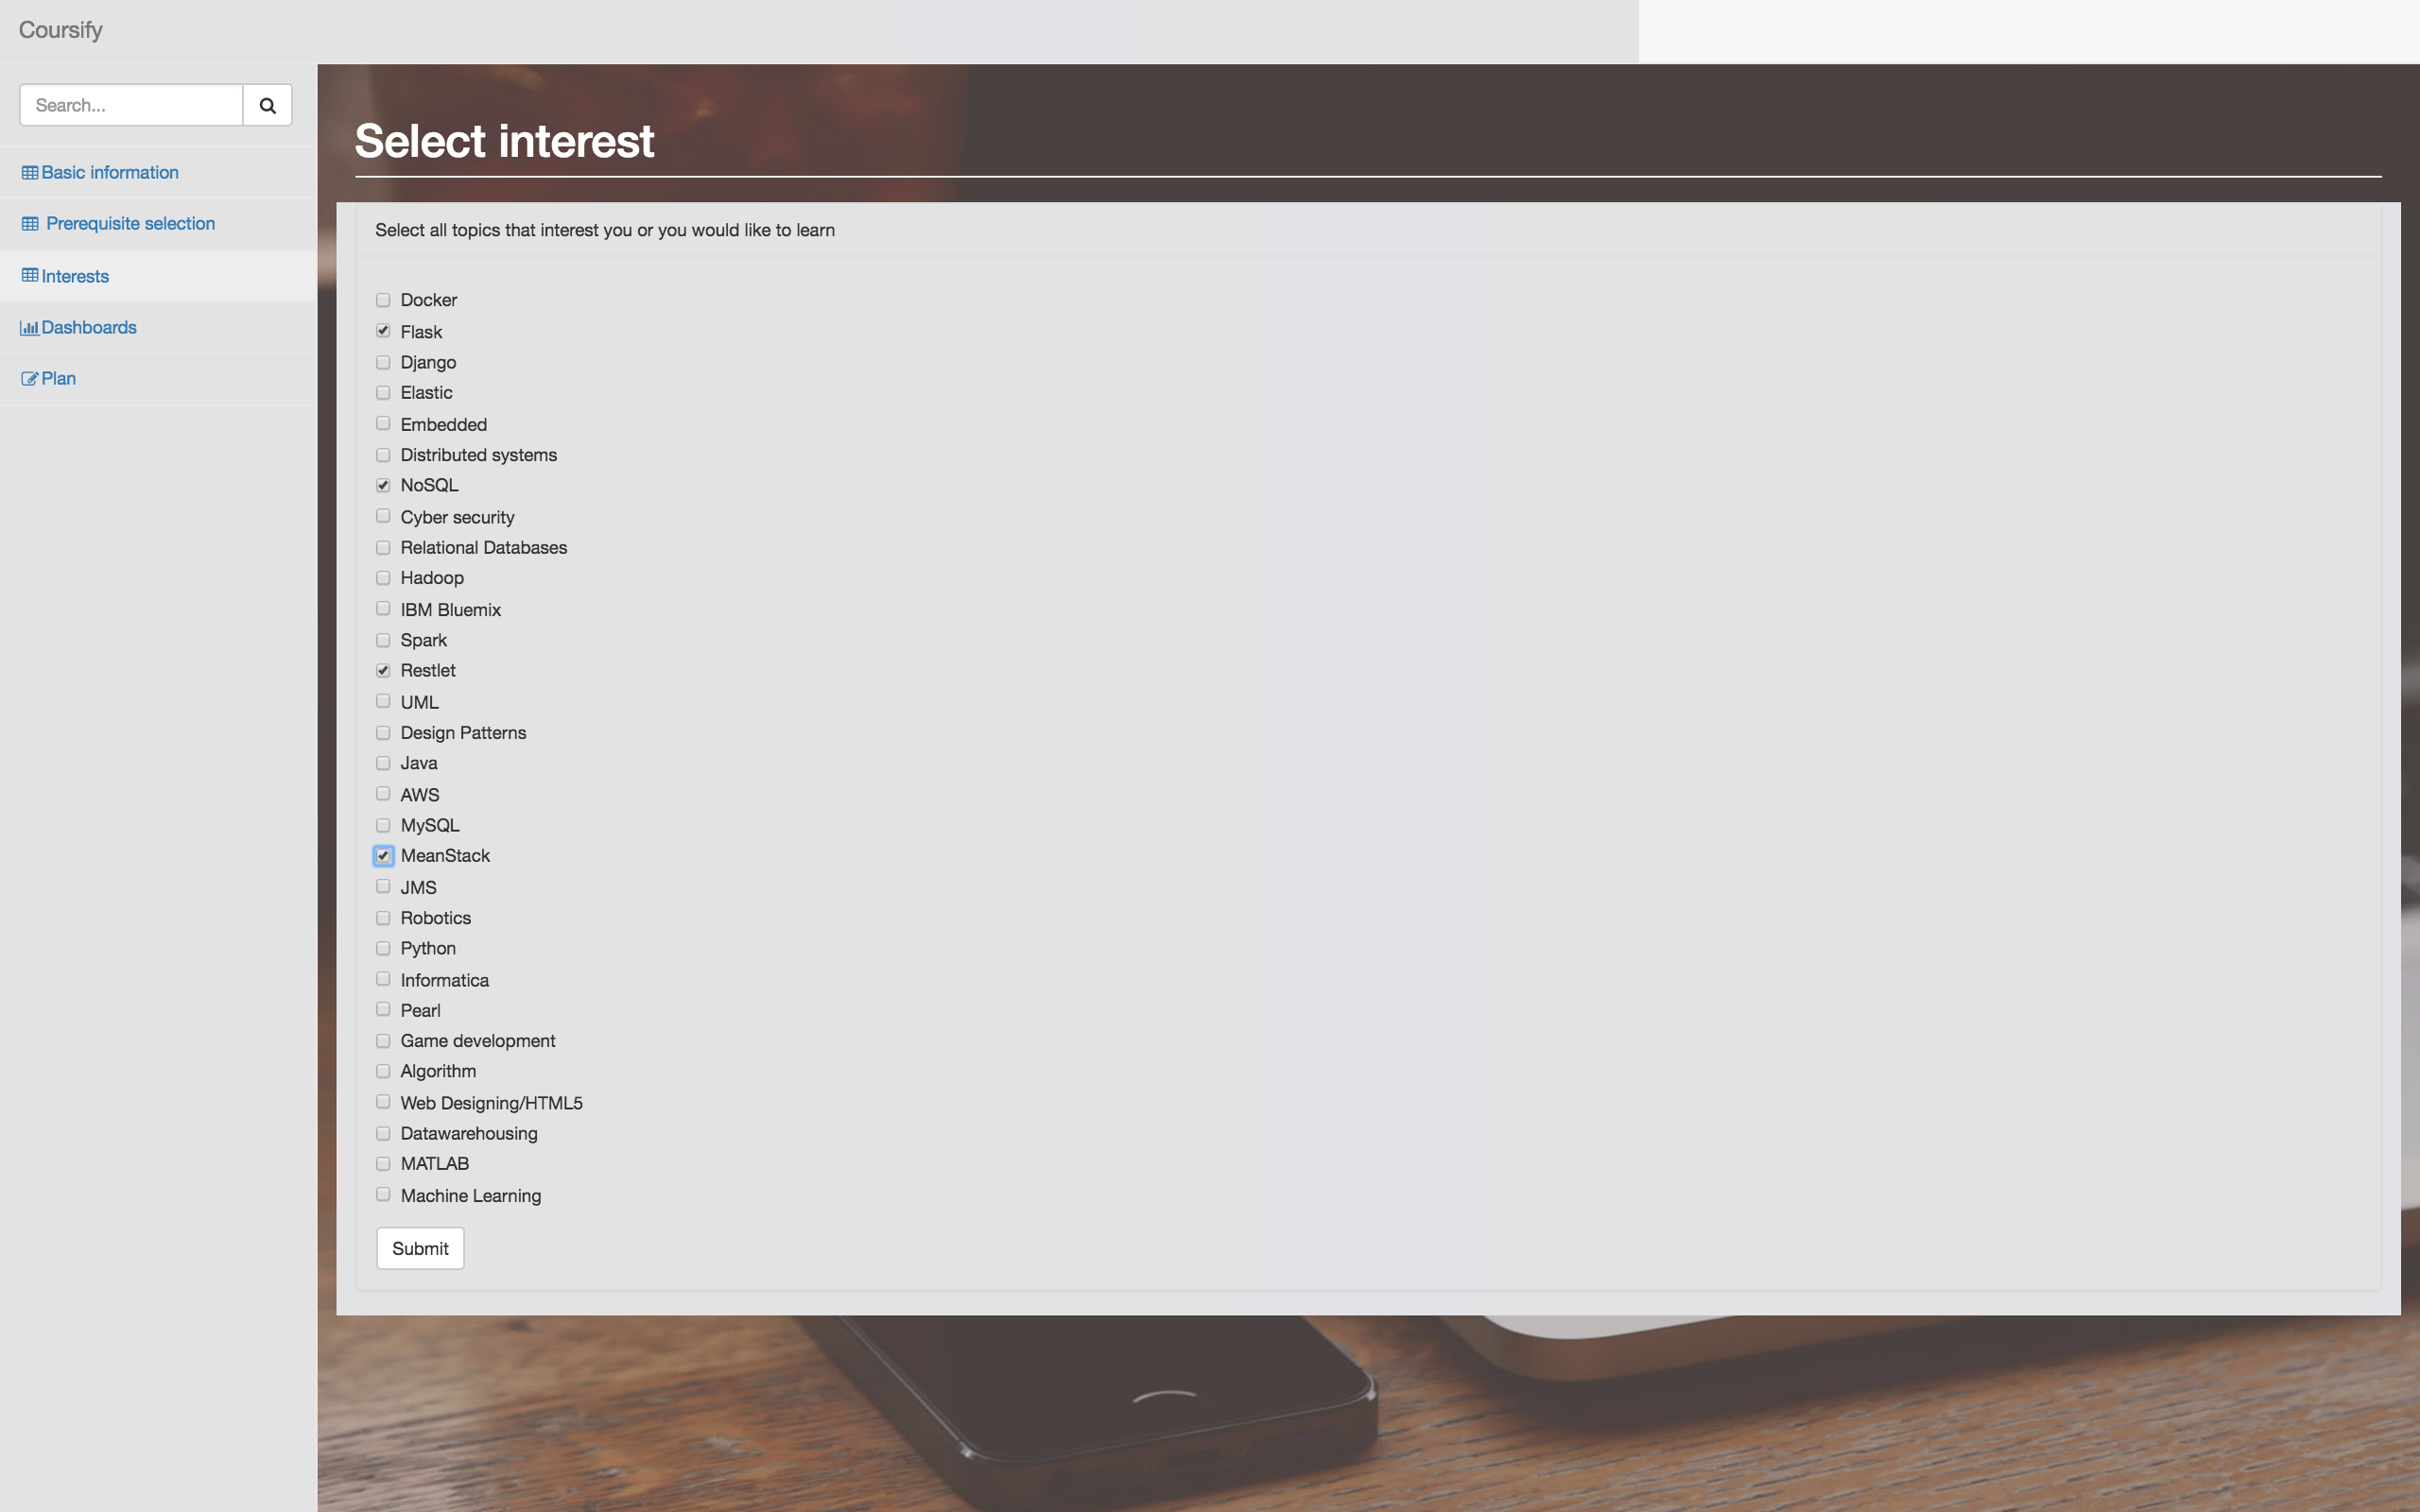 Coursify
Search...
Basic information
Prerequisite selection
Interests
Dashboards
Plan
Select interest
Select all topics that interest you or you would like to learn
Docker
Flask
Django
Elastic
Embedded
Distributed systems
NoSQL
Cyber security
Relational Databases
Hadoop
IBM Bluemix
Spark
Restlet
UML
Design Patterns
Java
AWS
MySQL
MeanStack
JMS
Robotics
Python
Informatica
Pearl
Game development
Algorithm
Web Designing/HTML5
Datawarehousing
MATLAB
Machine Learning
Submit